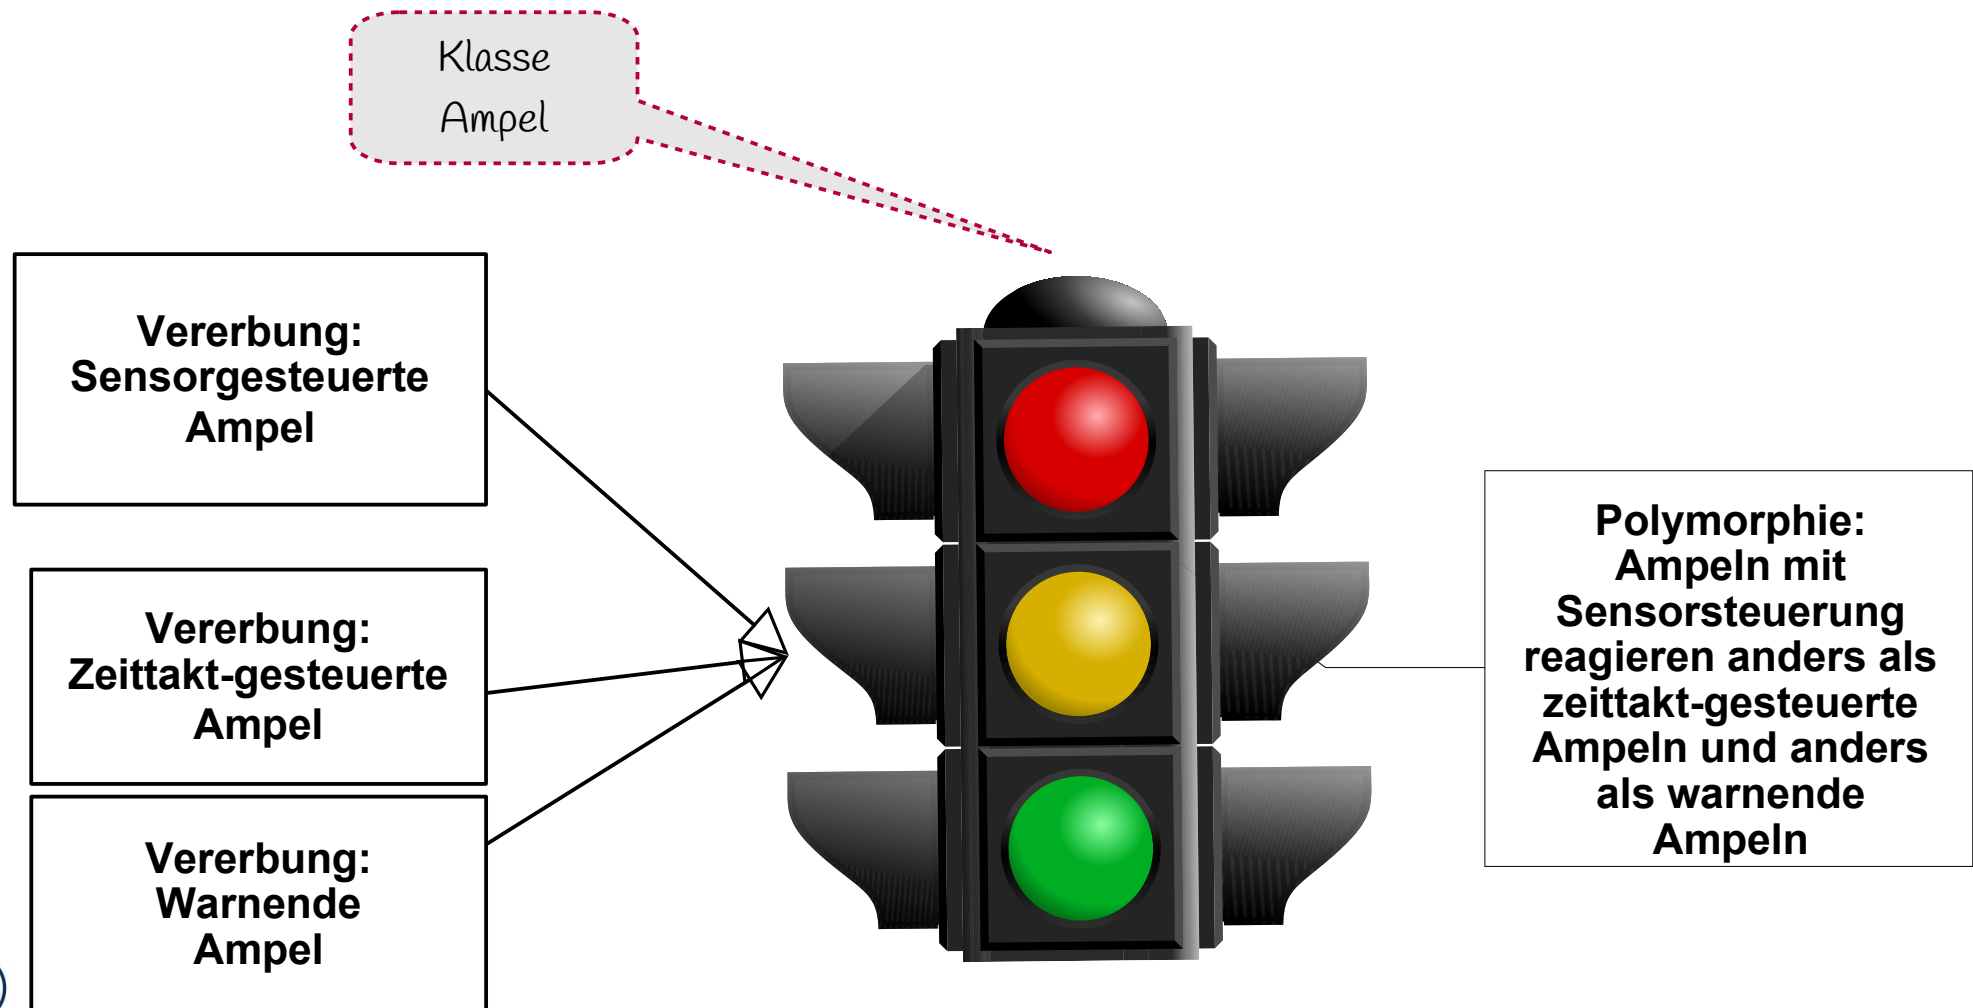 Klasse
Ampel
Vererbung:
Sensorgesteuerte
Ampel
Vererbung:
Zeittakt-gesteuerte
Ampel
Vererbung:
Warnende
Ampel
Polymorphie:
Ampeln mit
Sensorsteuerung
reagieren anders als
zeittakt-gesteuerte
Ampeln und anders
als warnende
Ampeln